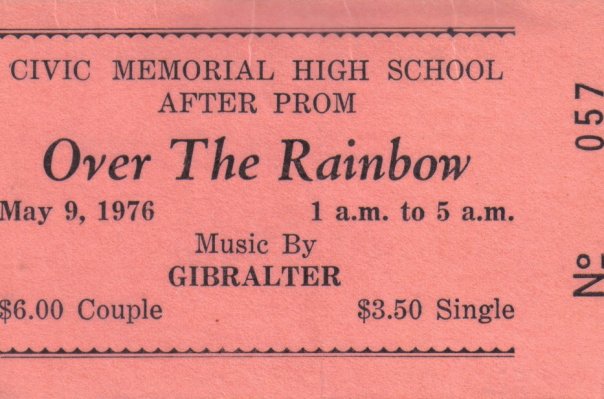 CIVIC MEMORIAL HIGH SCHOOL
AFTER PROM
Over The Rainbow
May 9, 1976 1 a.m. to 5 a.m.
Music By
GIBRALTER
$6.00 Couple $3.50 Single
Nº 057